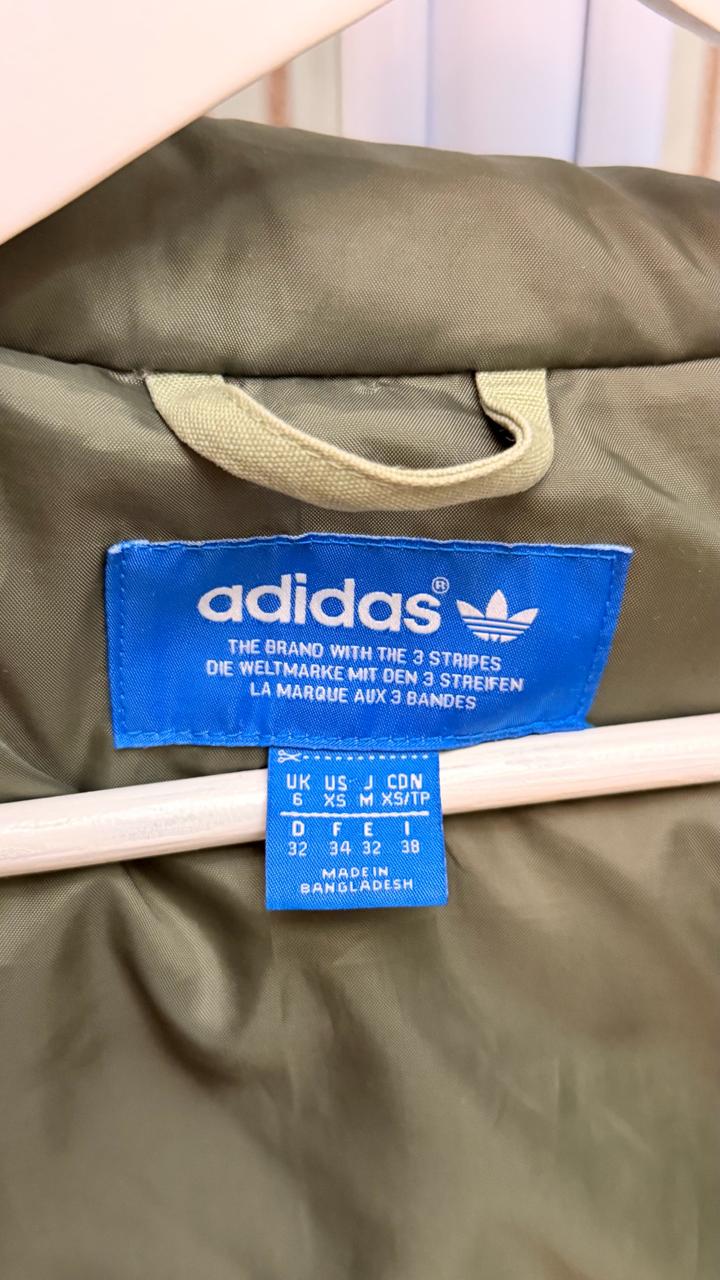 adidas®
THE BRAND WITH THE 3 STRIPES
DIE WELTMARKE MIT DEN 3 STREIFEN
LA MARQUE AUX 3 BANDES
UK US J CDN
6 XS M XS/TP
D F E I
32 34 32 38
MADE IN
BANGLADESH